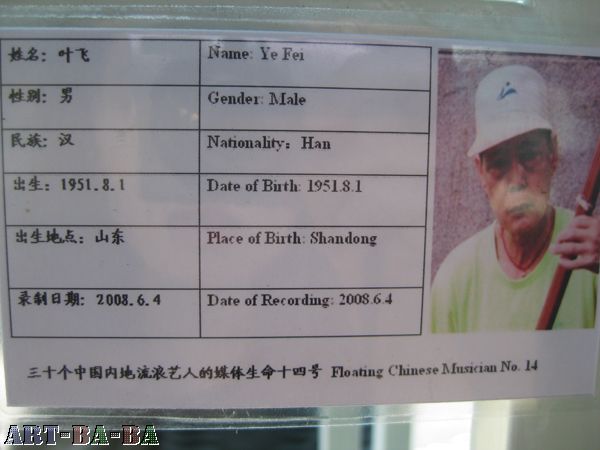 姓名：叶飞 Name: Ye Fei
性别：男 Gender: Male
民族：汉 Nationality：Han
出生：1951.8.1 Date of Birth: 1951.8.1
出生地点：山东 Place of Birth: Shandong
录制日期：2008.6.4 Date of Recording: 2008.6.4
三十个中国内地流浪艺人的媒体生命十四号 Floating Chinese Musician No. 14
ART-BA-BA